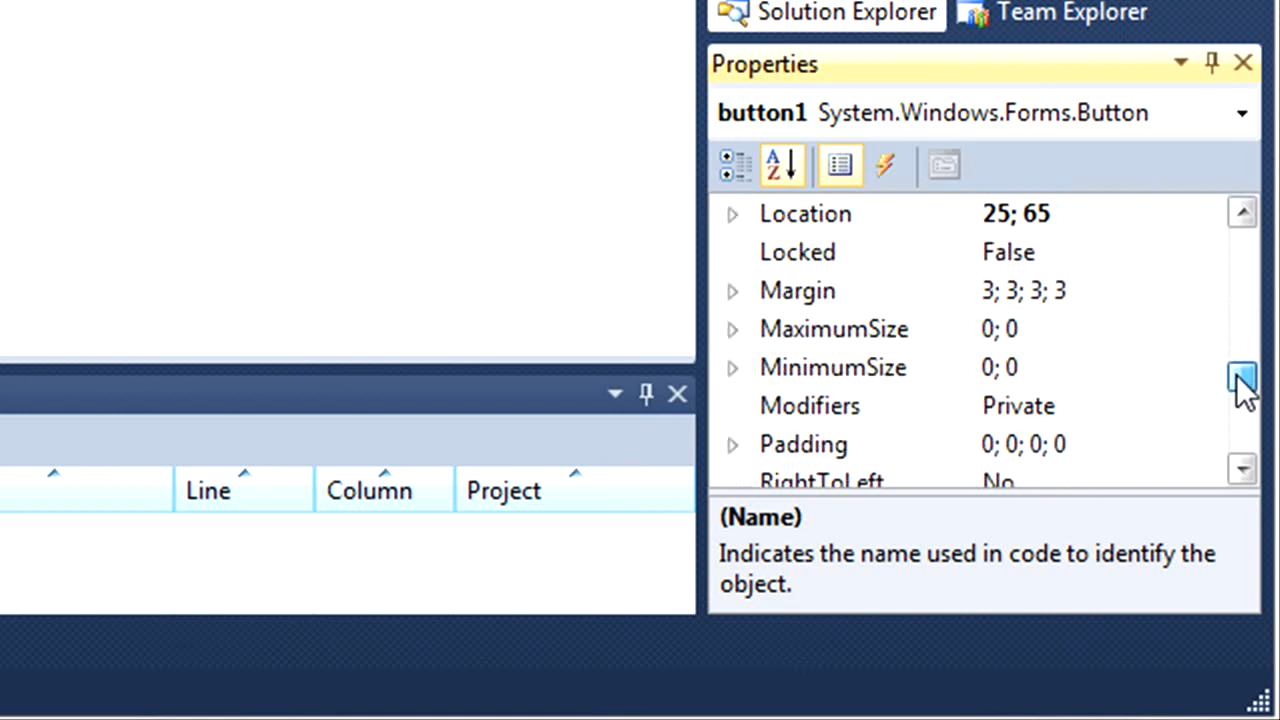 Solution Explorer Team Explorer
Properties
button1 System.Windows.Forms.Button
Location 25; 65
Locked False
Margin 3; 3; 3; 3
MaximumSize 0; 0
MinimumSize 0; 0
Modifiers Private
Padding 0; 0; 0; 0
RightToLeft No
Line Column Project
(Name)
Indicates the name used in code to identify the
object.